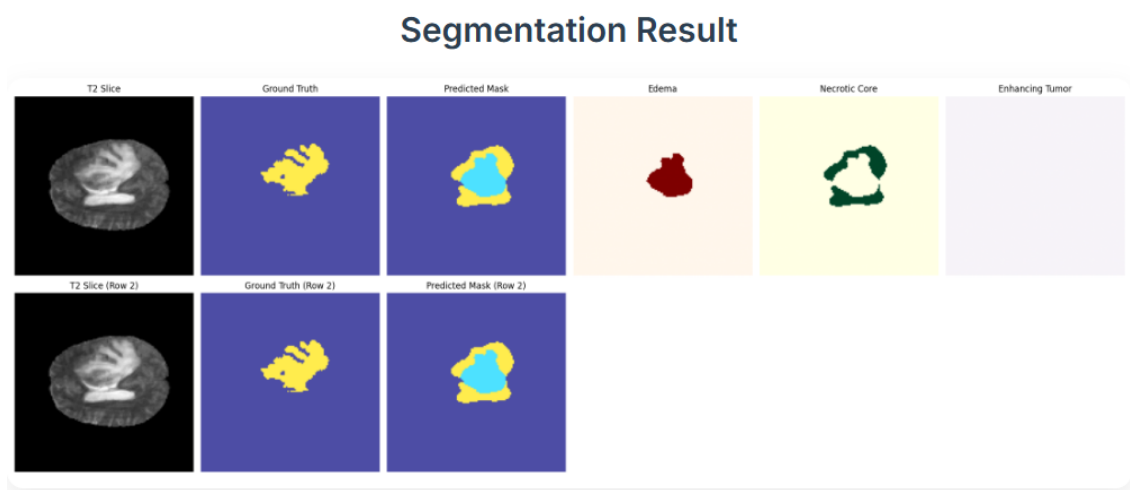 Segmentation Result
T2 Slice
Ground Truth
Predicted Mask
Edema
Necrotic Core
Enhancing Tumor
T2 Slice (Row 2)
Ground Truth (Row 2)
Predicted Mask (Row 2)